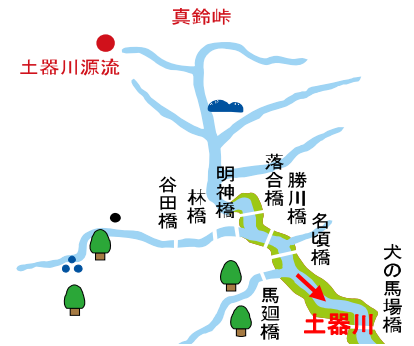 真鈴峠
土器川源流
落合橋
明神橋
勝川橋
谷田橋
林橋
名頃橋
犬の馬場橋
馬廻橋
土器川